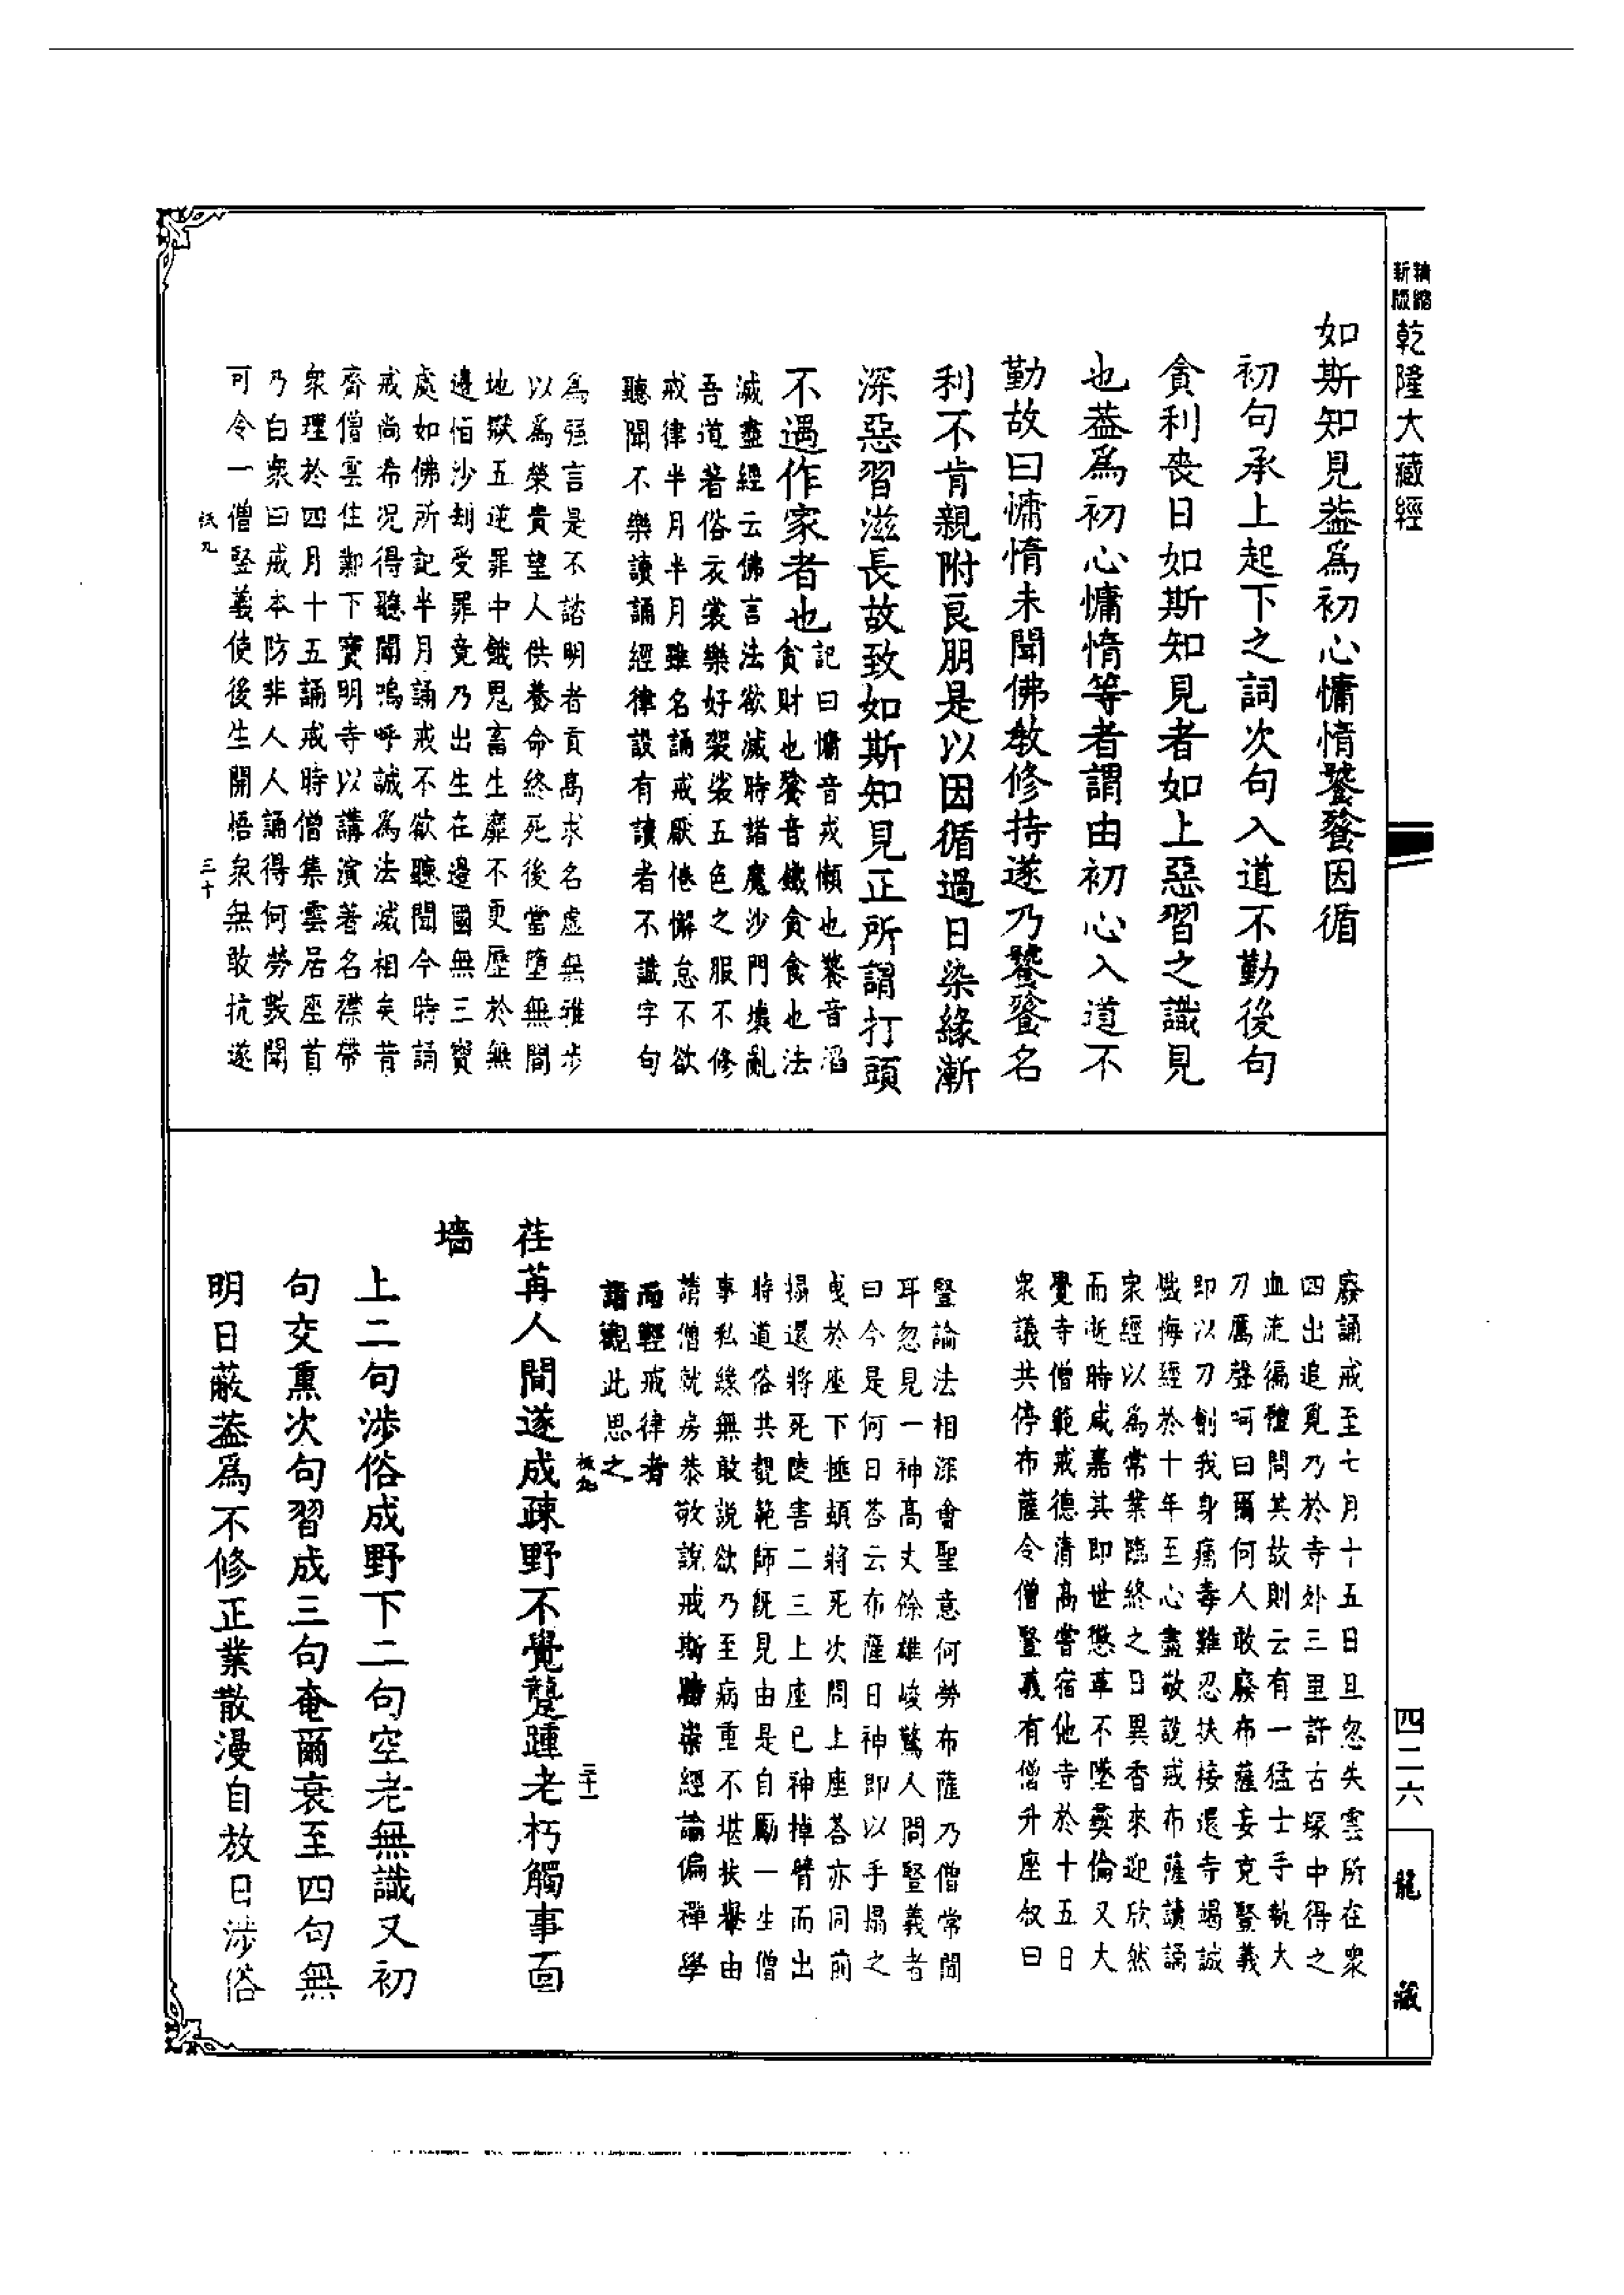 精縮
新版
乾隆大藏經
四二六
龍藏
如斯知見葢爲初心慵惰饕餮因循
初句承上起下之詞次句入道不勤後句
貪利喪日如斯知見者如上惡習之識見
也葢爲初心慵惰等者謂由初心入道不
勤故曰慵惰未聞佛教修持遂乃饕餮名
利不肯親附良朋是以因循過日染緣漸
深惡習滋長故致如斯知見正所謂打頭
不遇作家者也
記曰慵音戎懶也饕音滔
貪財也餮音鐵貪食也法
滅盡經云佛言法欲滅時諸魔沙門壞亂
吾道著俗衣裳樂好袈裟五色之服不修
戒律半月半月雖名誦戒厭倦懈怠不欲
聽聞不樂讀誦經律設有讀者不識字句
為强言是不諮明者貢高求名虛無雅步
以爲榮貴望人供養命終死後當墮無間
地獄五逆罪中餓鬼畜生靡不更歷於無
邊恒沙刼受罪竟乃出生在邊國無三寶
處如佛所記半月誦戒不欲聽聞今時誦
戒尚希况得聽聞嗚呼誠為法滅相矣昔
齊僧雲住鄴下寶明寺以講演著名襟帶
衆理於四月十五誦戒時僧集雲居座首
乃白衆曰戒本防非人人誦得何勞數聞
可令一僧竪義使後生開悟衆無敢抗遂
祇九
三十
廢誦戒至七月十五日旦忽失雲所在衆
四出追覓乃於寺外三里許古塚中得之
血流徧體問其故則云有一猛士手執大
刀厲聲呵曰爾何人敢廢布薩妄充竪義
即以刀剉我身痛毒難忍扶接還寺竭誠
懺悔經於十年至心盡敬說戒布薩讀誦
衆經以為常業臨終之日異香來迎欣然
而逝時咸嘉其即世懲革不墜彝倫又大
覺寺僧範戒德清高嘗宿他寺於十五日
衆議共停布薩令僧竪義有僧升座叙曰
竪論法相深會聖意何勞布薩乃僧常聞
耳忽見一神高丈餘雄峻驚人問竪義者
曰今是何日荅云布薩日神即以手搨之
曳於座下極頓將死次問上座荅亦同前
搨還將死陵害二三上座已神掉臂而出
時道俗共覩範師既見由是自勵一生僧
事私緣無敢說欲乃至病重不堪扶舉由
請僧就房恭敬說戒斯時崇經論偏禪學
而輕戒律者
請觀此思之
祇九
三十一
荏苒人間遂成疎野不覺躘踵老朽觸事面
墻
上二句涉俗成野下二句空老無識又初
句交熏次句習成三句奄爾衰至四句無
明日蔽葢爲不修正業散漫自放日涉俗